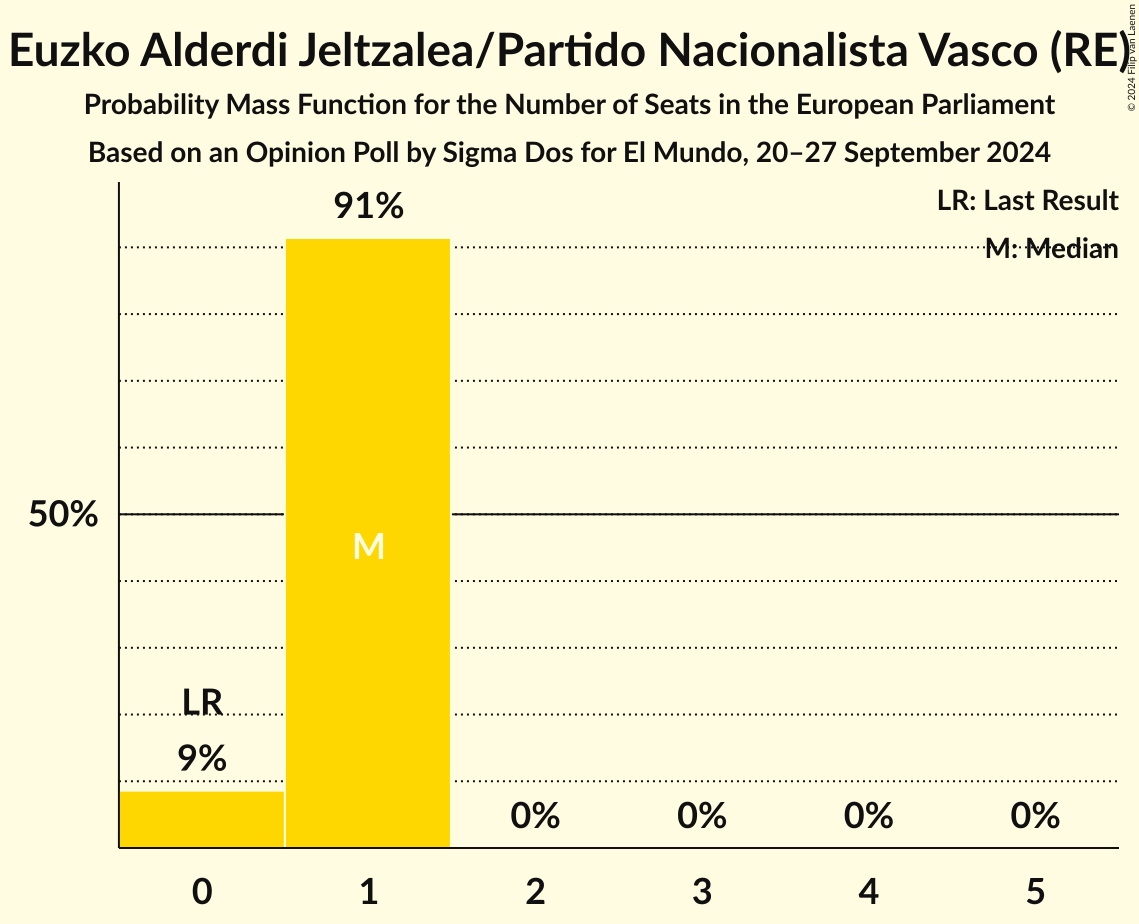 Euzko Alderdi Jeltzalea/Partido Nacionalista Vasco (RE)
© 2024 Filip van Laenen
Probability Mass Function for the Number of Seats in the European Parliament
Based on an Opinion Poll by Sigma Dos for El Mundo, 20–27 September 2024
91%
LR: Last Result
M: Median
50%
M
LR
9%
0%
0%
0%
0%
0
1
2
3
4
5